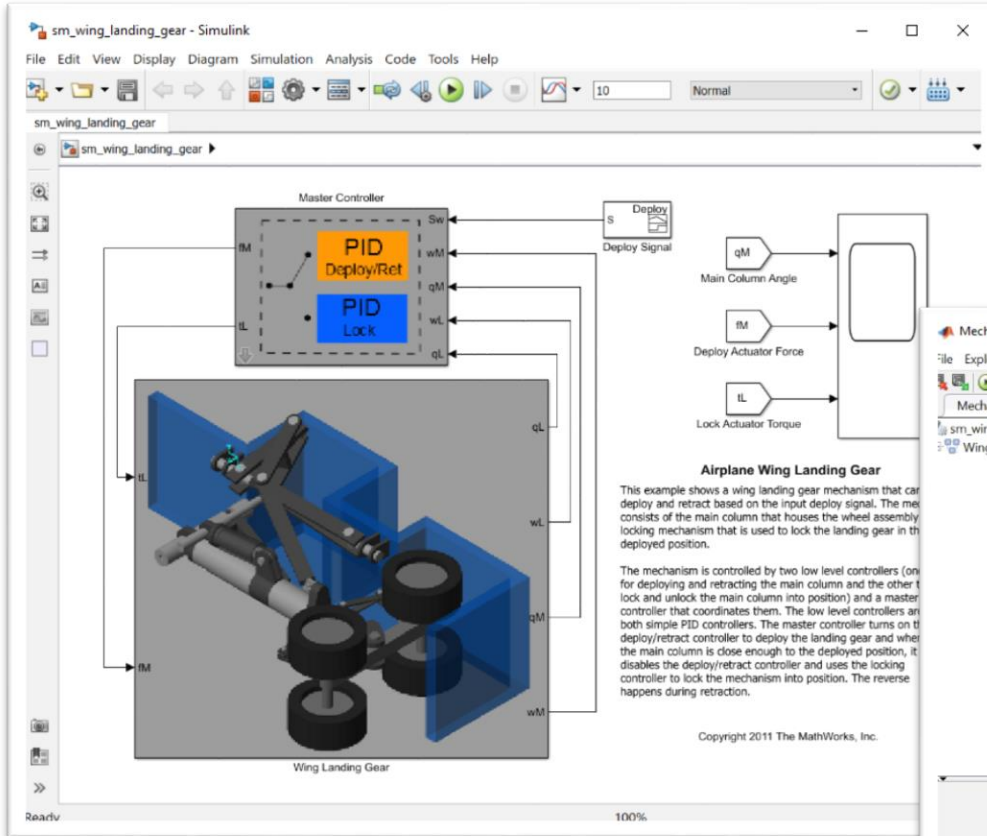 sm_wing_landing_gear - Simulink
File Edit View Display Diagram Simulation Analysis Code Tools Help
10
Normal
sm_wing_landing_gear
sm_wing_landing_gear
Master Controller
fM
tL
PID
Deploy/Ret
PID
Lock
Sw
wM
qM
wL
qL
S
Deploy
Deploy Signal
qM
Main Column Angle
fM
Deploy Actuator Force
tL
Lock Actuator Torque
tL
fM
qL
wL
qM
wM
Wing Landing Gear
Airplane Wing Landing Gear
This example shows a wing landing gear mechanism that can
deploy and retract based on the input deploy signal. The
consists of the main column that houses the wheel assembly
locking mechanism that is used to lock the landing gear in
deployed position.
The mechanism is controlled by two low level controllers
for deploying and retracting the main column and the other
lock and unlock the main column into position) and a master
controller that coordinates them. The low level controllers
both simple PID controllers. The master controller turns on
deploy/retract controller to deploy the landing gear and
the main column is close enough to the deployed position, it
disables the deploy/retract controller and uses the locking
controller to lock the mechanism into position. The reverse
happens during retraction.
Copyright 2011 The MathWorks, Inc.
Ready
100%
File